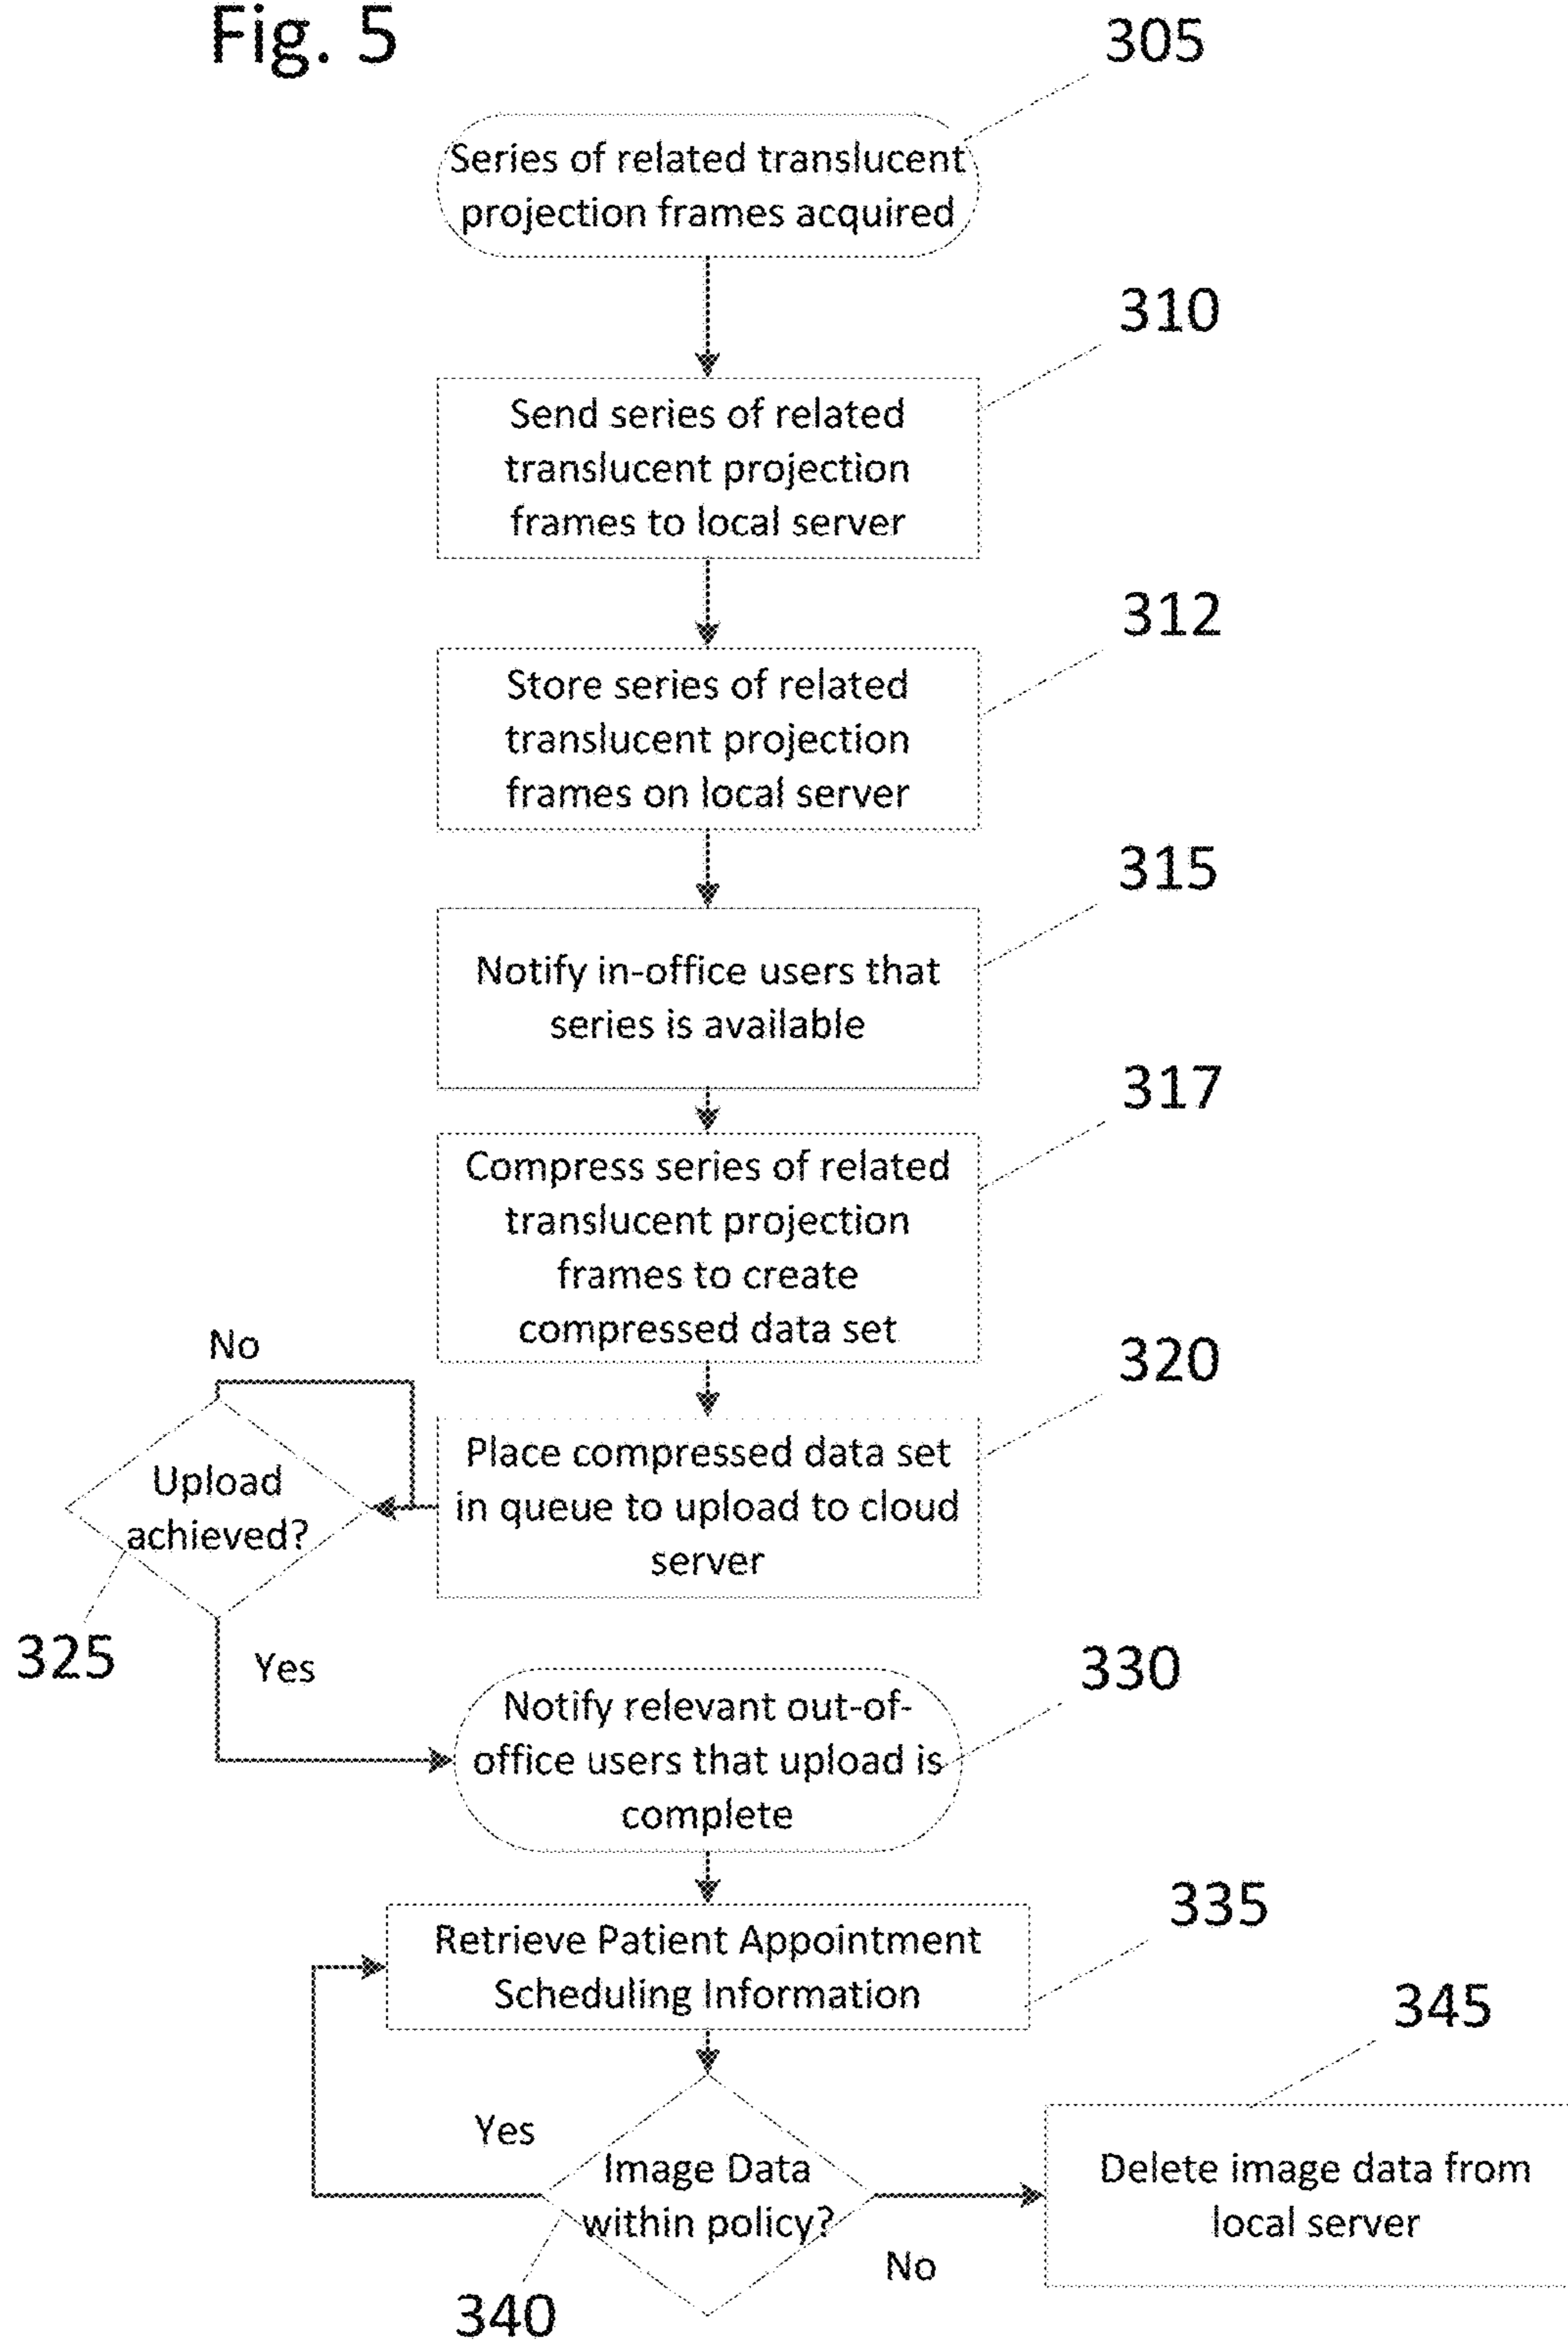 Fig. 5
305
Series of related translucent
projection frames acquired
310
Send series of related
translucent projection
frames to local server
312
Store series of related
translucent projection
frames on local server
315
Notify in-office users that
series is available
317
Compress series of related
translucent projection
frames to create
compressed data set
No
320
Place compressed data set
in queue to upload to cloud
server
Upload
achieved?
325
Yes
330
Notify relevant out-of-
office users that upload is
complete
335
Retrieve Patient Appointment
Scheduling Information
345
Yes
Image Data
within policy?
Delete image data from
local server
No
340